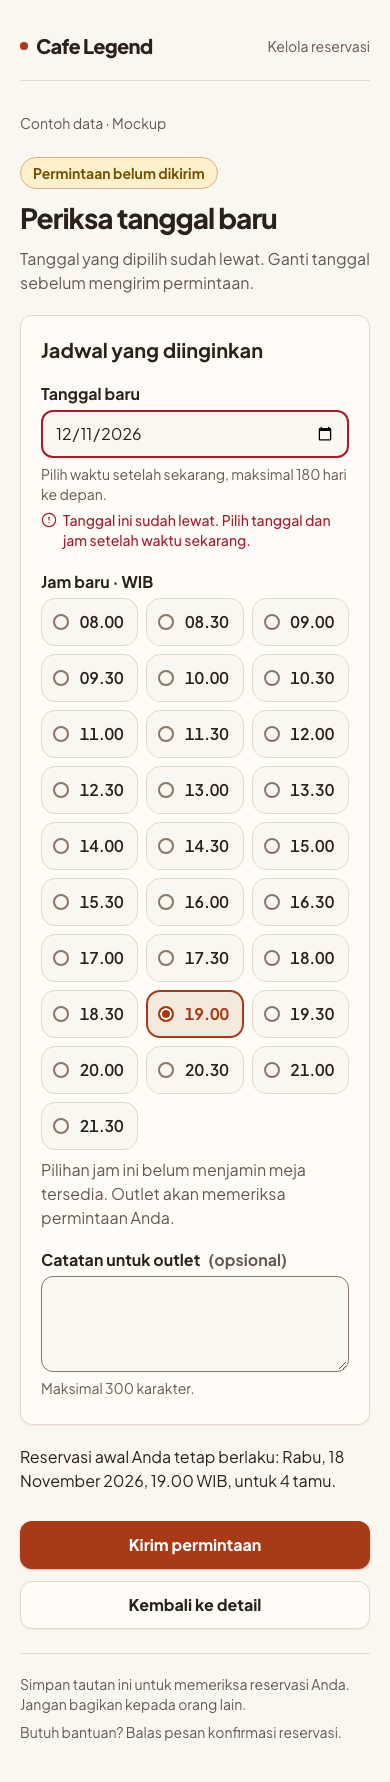 Cafe Legend
Kelola reservasi
Contoh data · Mockup
Permintaan belum dikirim
Periksa tanggal baru
Tanggal yang dipilih sudah lewat. Ganti tanggal
sebelum mengirim permintaan.
Jadwal yang diinginkan
Tanggal baru
12/11/2026
Pilih waktu setelah sekarang, maksimal 180 hari
ke depan.
Tanggal ini sudah lewat. Pilih tanggal dan
jam setelah waktu sekarang.
Jam baru · WIB
08.00 08.30 09.00
09.30 10.00 10.30
11.00 11.30 12.00
12.30 13.00 13.30
14.00 14.30 15.00
15.30 16.00 16.30
17.00 17.30 18.00
18.30 19.00 19.30
20.00 20.30 21.00
21.30
Pilihan jam ini belum menjamin meja
tersedia. Outlet akan memeriksa
permintaan Anda.
Catatan untuk outlet (opsional)
Maksimal 300 karakter.
Reservasi awal Anda tetap berlaku: Rabu, 18
November 2026, 19.00 WIB, untuk 4 tamu.
Kirim permintaan
Kembali ke detail
Simpan tautan ini untuk memeriksa reservasi Anda.
Jangan bagikan kepada orang lain.
Butuh bantuan? Balas pesan konfirmasi reservasi.